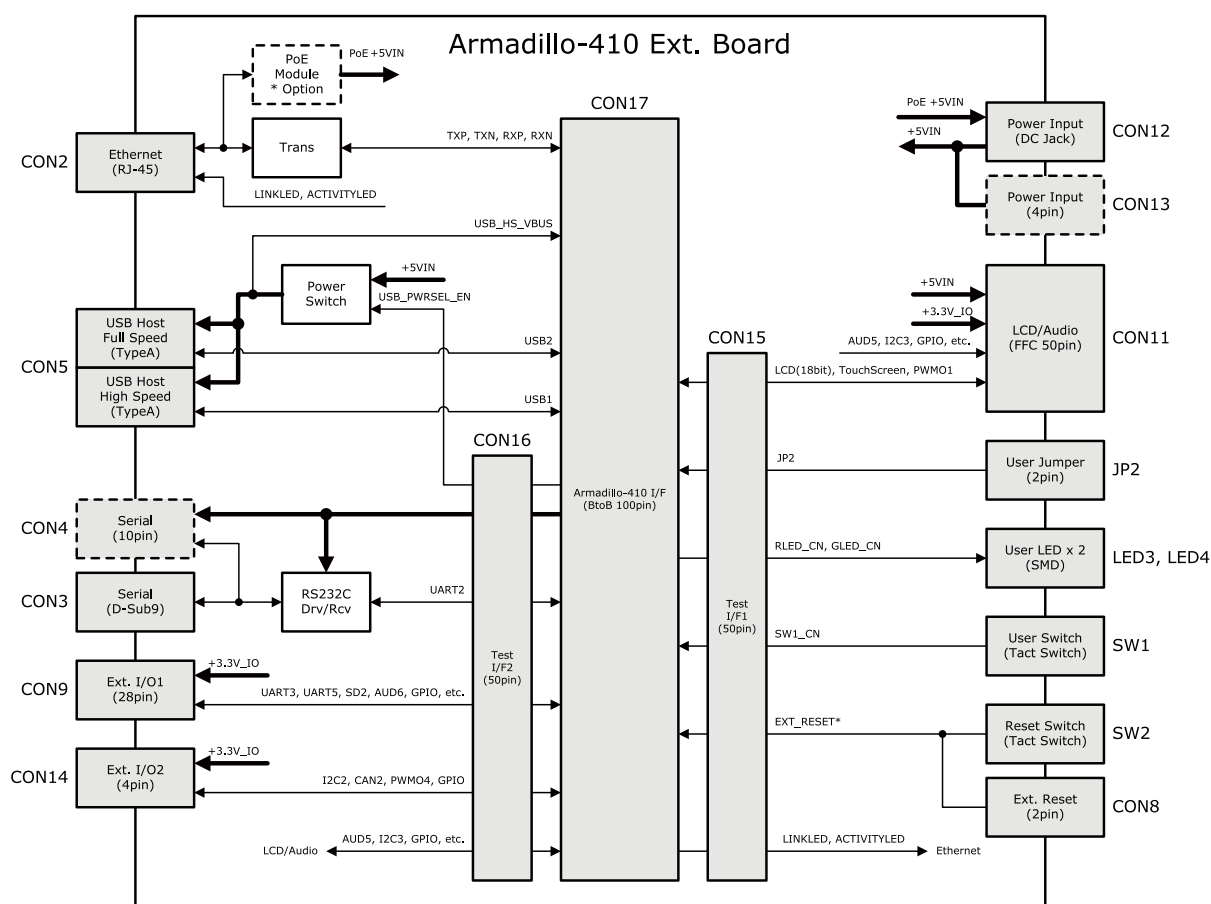 Armadillo-410 Ext. Board
PoE
Module
* Option
PoE +5VIN
CON17
CON2
Ethernet
(RJ-45)
Trans
TXP, TXN, RXP, RXN
LINKLED, ACTIVITYLED
PoE +5VIN
+5VIN
Power Input
(DC Jack)
CON12
Power Input
(4pin)
CON13
USB_HS_VBUS
Power
Switch
+5VIN
USB_PWRSEL_EN
CON5
USB Host
Full Speed
(TypeA)
USB Host
High Speed
(TypeA)
USB2
USB1
+5VIN
+3.3V_IO
AUD5, I2C3, GPIO, etc.
LCD(18bit), TouchScreen, PWMO1
LCD/Audio
(FFC 50pin)
CON11
CON15
CON16
JP2
User Jumper
(2pin)
JP2
Armadillo-410 I/F
(BtoB 100pin)
CON4
Serial
(10pin)
RLED_CN, GLED_CN
User LED x 2
(SMD)
LED3, LED4
CON3
Serial
(D-Sub9)
RS232C
Drv/Rcv
UART2
Test
I/F1
(50pin)
SW1_CN
User Switch
(Tact Switch)
SW1
Test
I/F2
(50pin)
CON9
Ext. I/O1
(28pin)
+3.3V_IO
UART3, UART5, SD2, AUD6, GPIO, etc.
EXT_RESET*
Reset Switch
(Tact Switch)
SW2
CON14
Ext. I/O2
(4pin)
+3.3V_IO
I2C2, CAN2, PWMO4, GPIO
Ext. Reset
(2pin)
CON8
LCD/Audio
AUD5, I2C3, GPIO, etc.
LINKLED, ACTIVITYLED
Ethernet